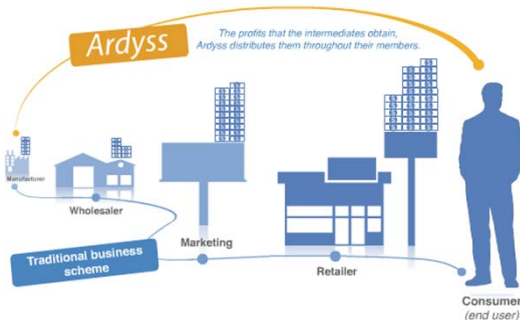 Ardyss
The profits that the intermediates obtain,
Ardyss distributes them throughout their members.
Manufacturer
Wholesaler
Marketing
Retailer
Traditional business
scheme
Consumer
(end user)